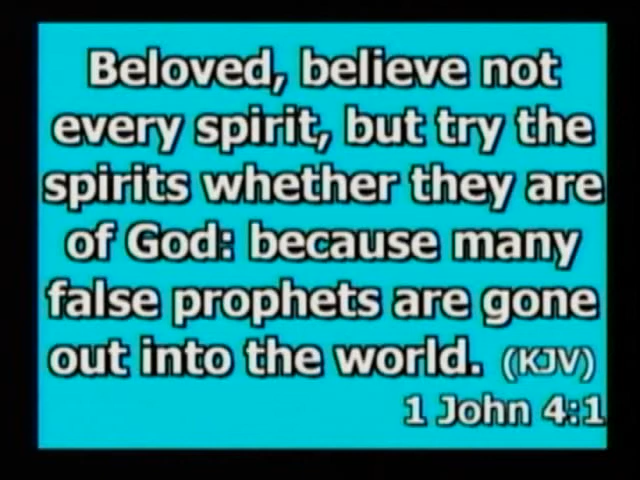 Beloved, believe not
every spirit, but try the
spirits whether they are
of God: because many
false prophets are gone
out into the world. (KJV)
1 John 4:1